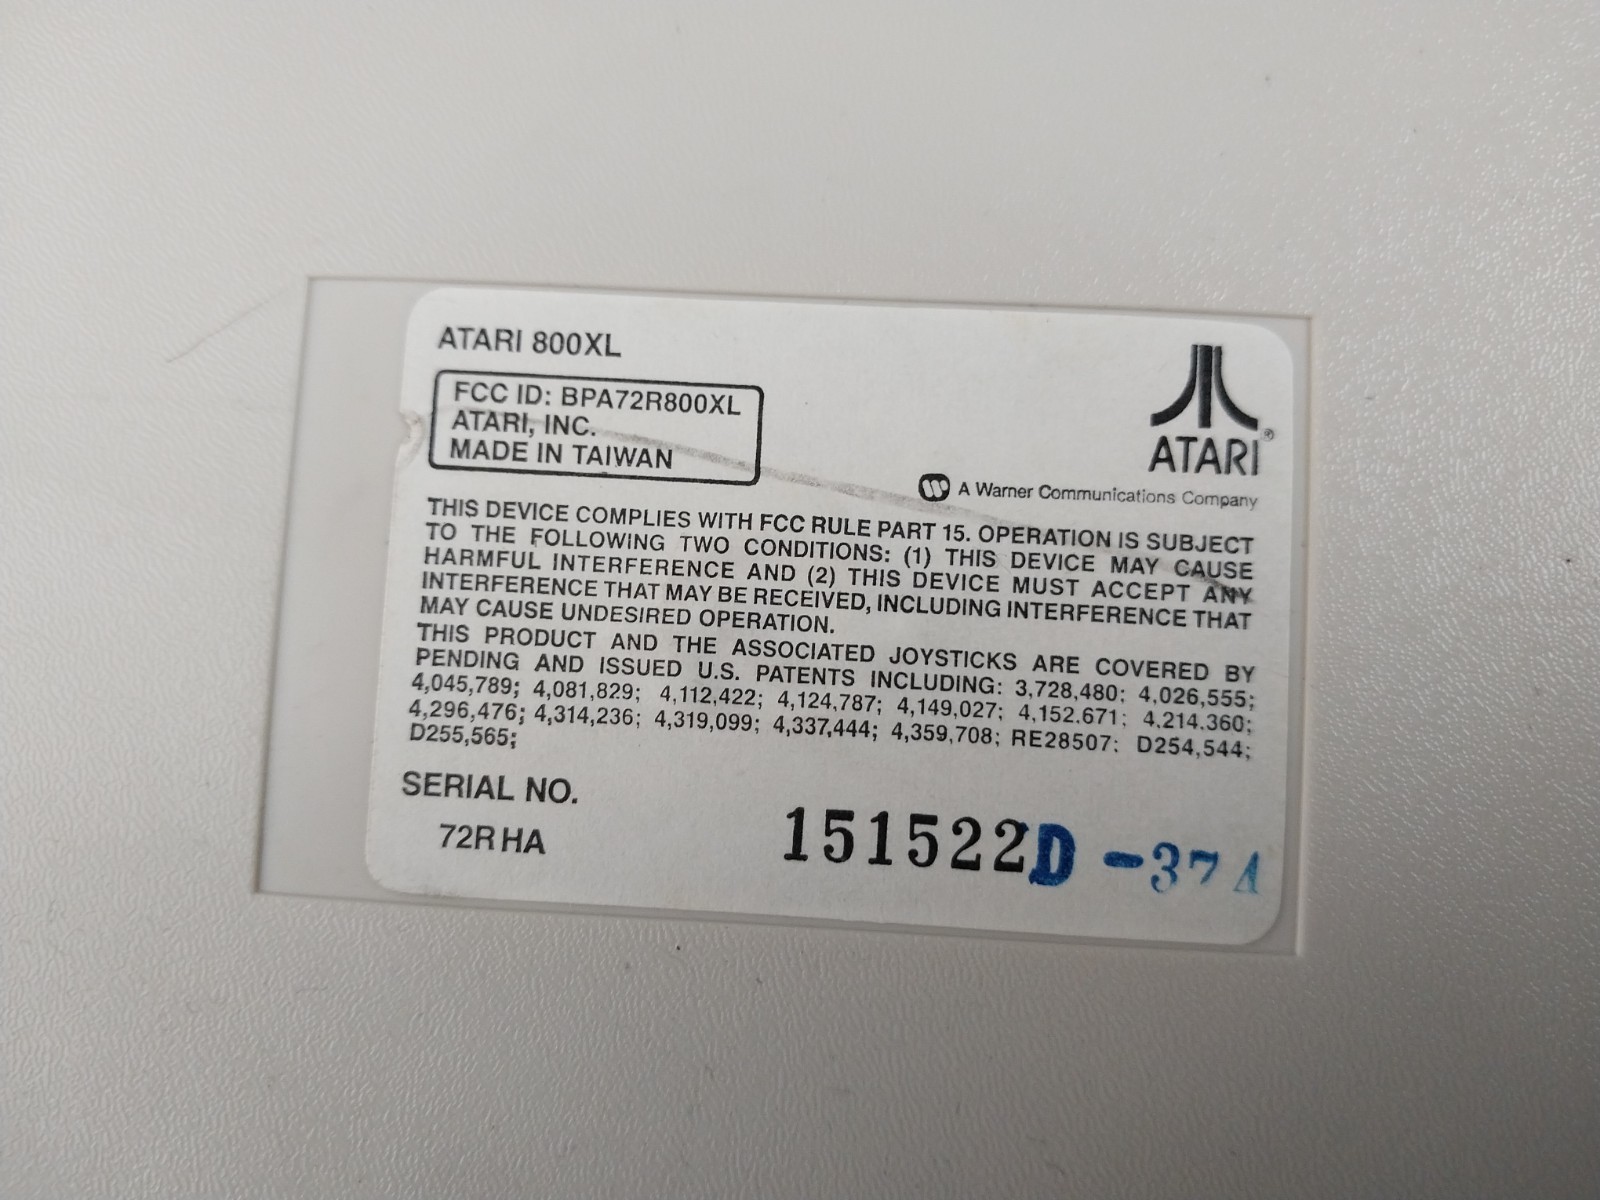 ATARI 800XL
FCC ID: BPA72R800XL
ATARI, INC.
MADE IN TAIWAN
ATARI®
A Warner Communications Company
THIS DEVICE COMPLIES WITH FCC RULE PART 15. OPERATION IS SUBJECT
TO THE FOLLOWING TWO CONDITIONS: (1) THIS DEVICE MAY CAUSE
HARMFUL INTERFERENCE AND (2) THIS DEVICE MUST ACCEPT ANY
INTERFERENCE THAT MAY BE RECEIVED, INCLUDING INTERFERENCE THAT
MAY CAUSE UNDESIRED OPERATION.
THIS PRODUCT AND THE ASSOCIATED JOYSTICKS ARE COVERED BY
PENDING AND ISSUED U.S. PATENTS INCLUDING: 3,728,480; 4,026,555;
4,045,789; 4,081,829; 4,112,422; 4,124,787; 4,149,027; 4,152.671; 4.214.360;
4,296,476; 4,314,236; 4,319,099; 4,337,444; 4,359,708; RE28507: D254,544;
D255,565;
SERIAL NO.
72R HA
151522D -37A